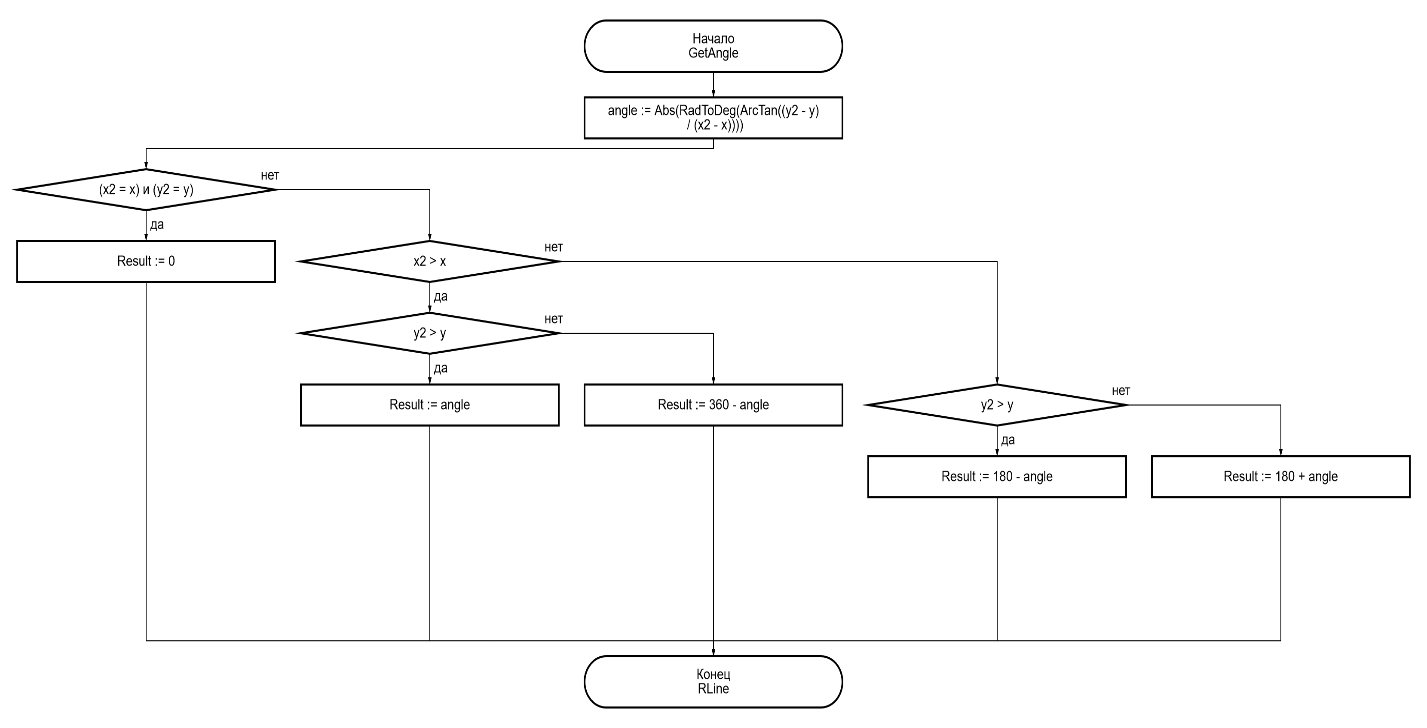 Начало
GetAngle
angle := Abs(RadToDeg(ArcTan((y2 - y)
/ (x2 - x))))
(x2 = x) и (y2 = y)
нет
да
Result := 0
x2 > x
нет
да
y2 > y
нет
да
Result := angle
Result := 360 - angle
y2 > y
нет
да
Result := 180 - angle
Result := 180 + angle
Конец
RLine